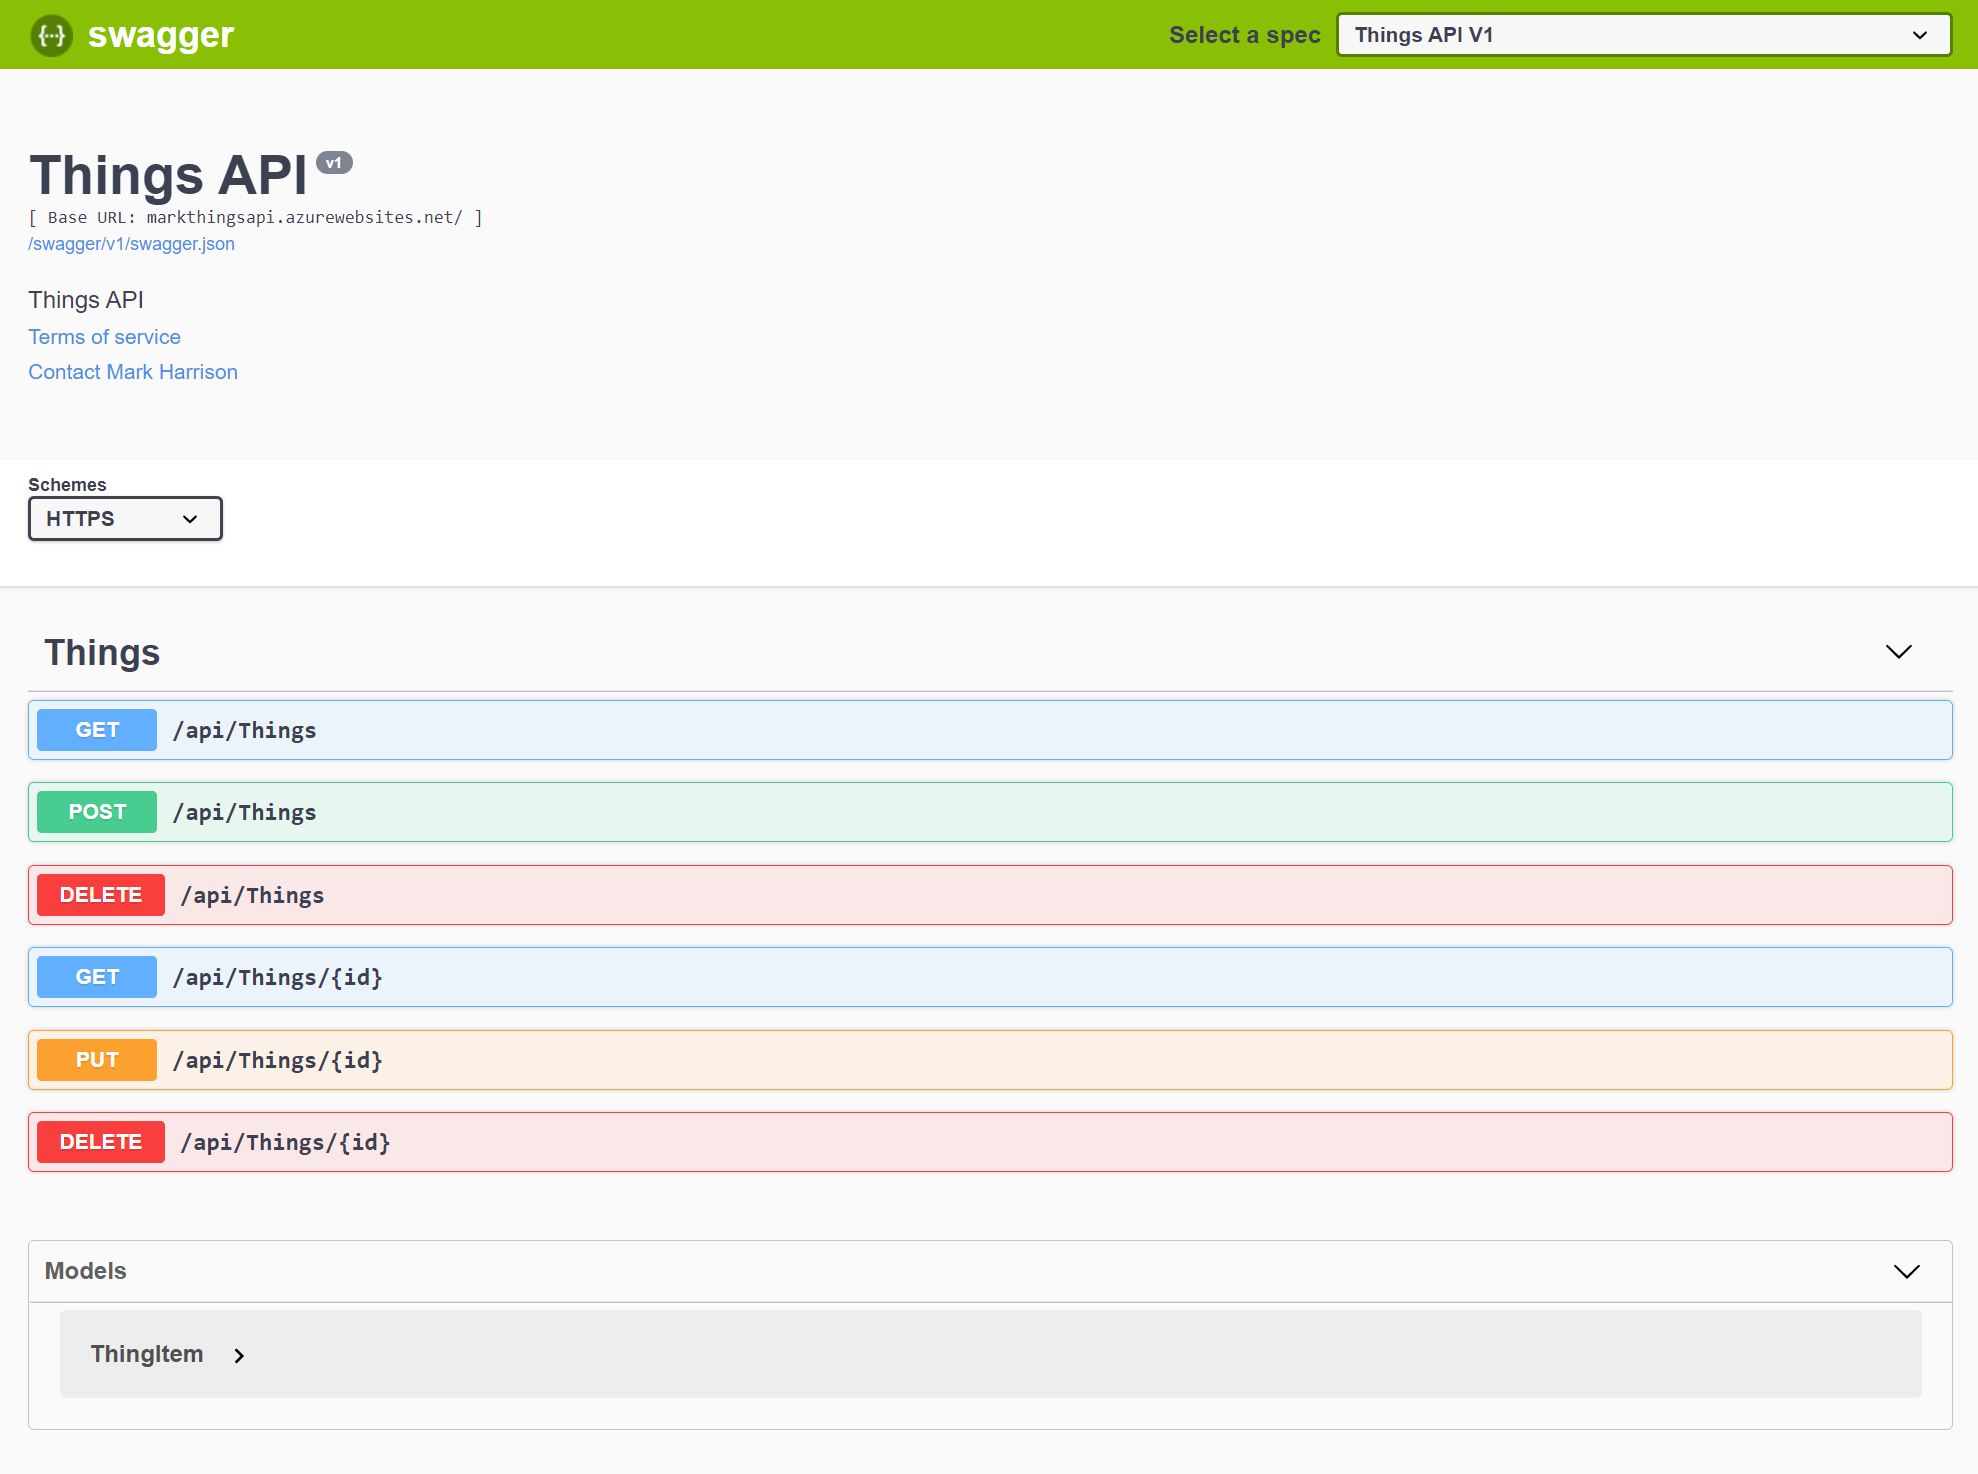 {···} swagger Select a spec Things API V1
Things API v1
[ Base URL: markthingsapi.azurewebsites.net/ ]
/swagger/v1/swagger.json
Things API
Terms of service
Contact Mark Harrison
Schemes
HTTPS
Things
GET /api/Things
POST /api/Things
DELETE /api/Things
GET /api/Things/{id}
PUT /api/Things/{id}
DELETE /api/Things/{id}
Models
ThingItem